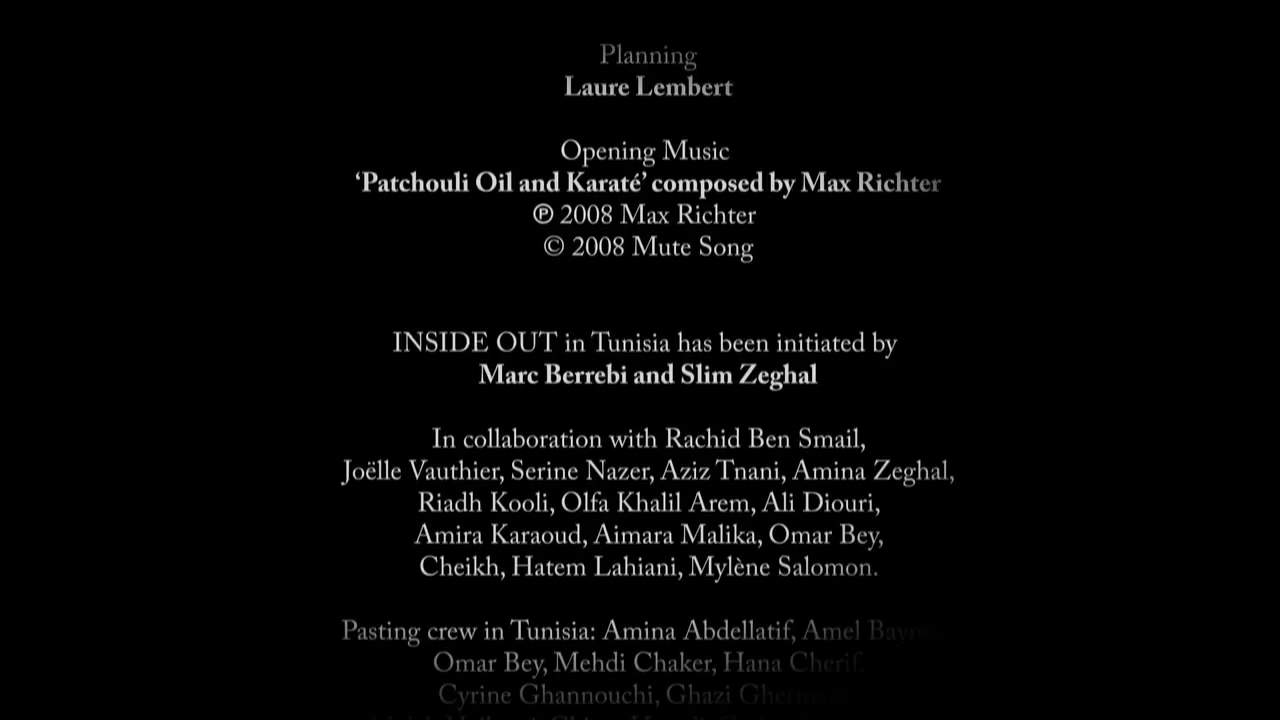 Planning
Laure Lembert
Opening Music
‘Patchouli Oil and Karaté’ composed by Max Richter
℗ 2008 Max Richter
© 2008 Mute Song
INSIDE OUT in Tunisia has been initiated by
Marc Berrebi and Slim Zeghal
In collaboration with Rachid Ben Smail,
Joëlle Vauthier, Serine Nazer, Aziz Tnani, Amina Zeghal,
Riadh Kooli, Olfa Khalil Arem, Ali Diouri,
Amira Karaoud, Aimara Malika, Omar Bey,
Cheikh, Hatem Lahiani, Mylène Salomon.
Pasting crew in Tunisia: Amina Abdellatif, Amel
Omar Bey, Mehdi Chaker, Hana Cherif,
Cyrine Ghannouchi, Ghazi